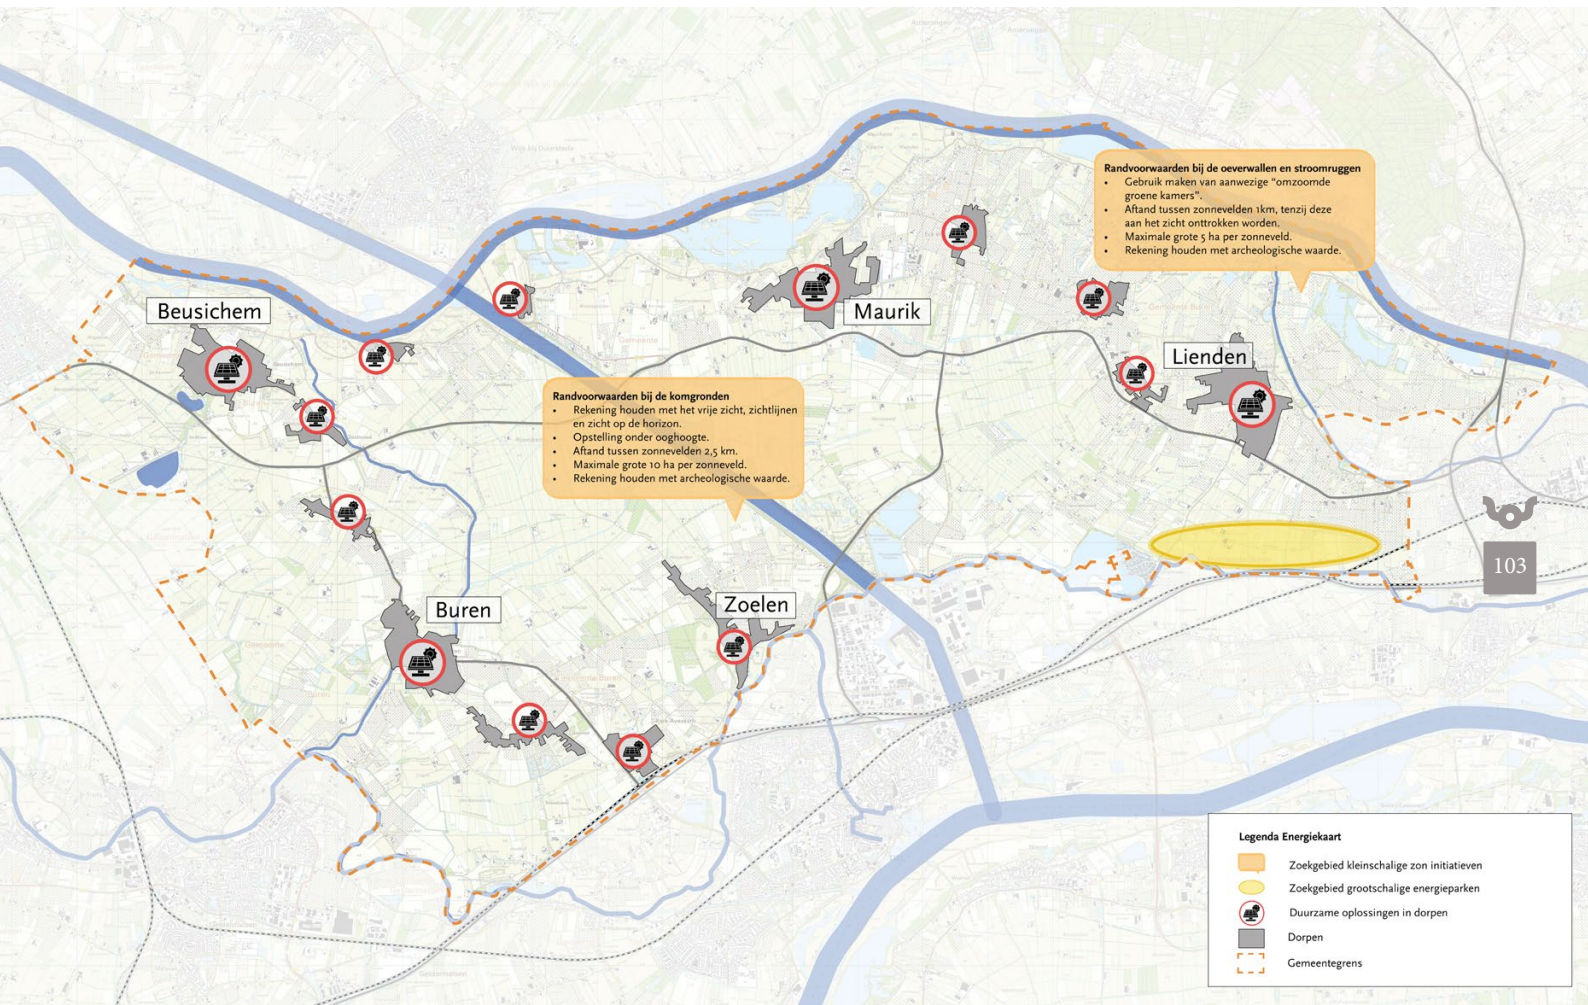 Wijk bij Duurstede
Randvoorwaarden bij de oeverwallen en stroomruggen
• Gebruik maken van aanwezige “omzoomde
groene kamers”.
• Aftand tussen zonnevelden 1km, tenzij deze
aan het zicht onttrokken worden.
• Maximale grote 5 ha per zonneveld.
• Rekening houden met archeologische waarde.
Beusichem
Maurik
Lienden
Randvoorwaarden bij de komgronden
• Rekening houden met het vrije zicht, zichtlijnen
en zicht op de horizon.
• Opstelling onder ooghoogte.
• Aftand tussen zonnevelden 2,5 km.
• Maximale grote 10 ha per zonneveld.
• Rekening houden met archeologische waarde.
103
Buren
Zoelen
Geldermalsen
Legenda Energiekaart
Zoekgebied kleinschalige zon initiatieven
Zoekgebied grootschalige energieparken
Duurzame oplossingen in dorpen
Dorpen
Gemeentegrens